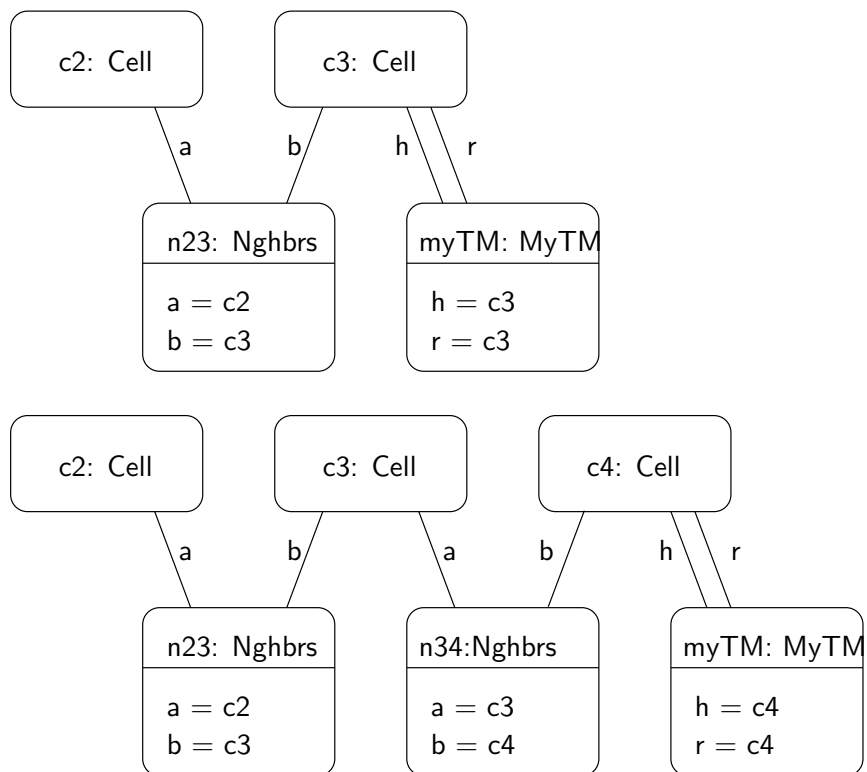 c2: Cell
c3: Cell
a
b
h
r
n23: Nghbrs
a = c2
b = c3
myTM: MyTM
h = c3
r = c3
c2: Cell
c3: Cell
c4: Cell
a
b
a
b
h
r
n23: Nghbrs
a = c2
b = c3
n34:Nghbrs
a = c3
b = c4
myTM: MyTM
h = c4
r = c4